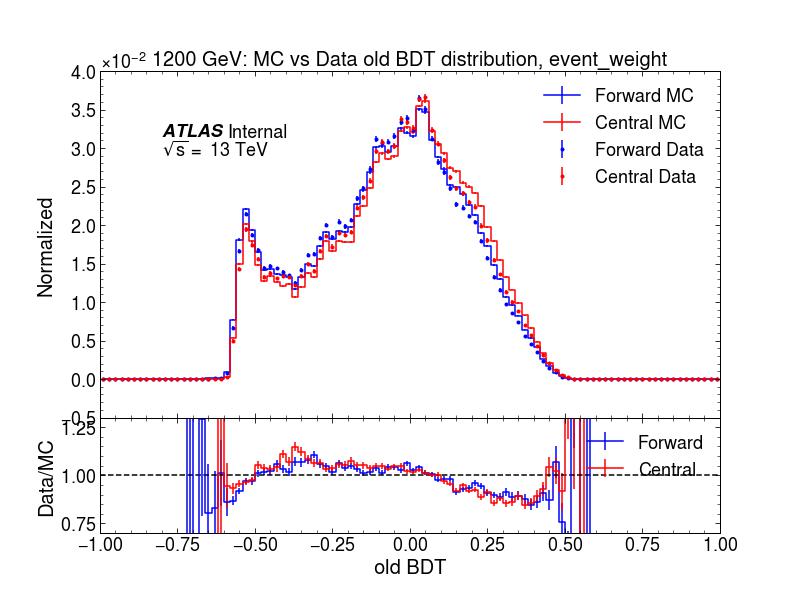 ×10⁻² 1200 GeV: MC vs Data old BDT distribution, event_weight
4.0
3.5
3.0
2.5
2.0
1.5
1.0
0.5
0.0
−0.5
Normalized
ATLAS Internal
√s = 13 TeV
Forward MC
Central MC
Forward Data
Central Data
1.25
1.00
0.75
Data/MC
Forward
Central
−1.00 −0.75 −0.50 −0.25 0.00 0.25 0.50 0.75 1.00
old BDT